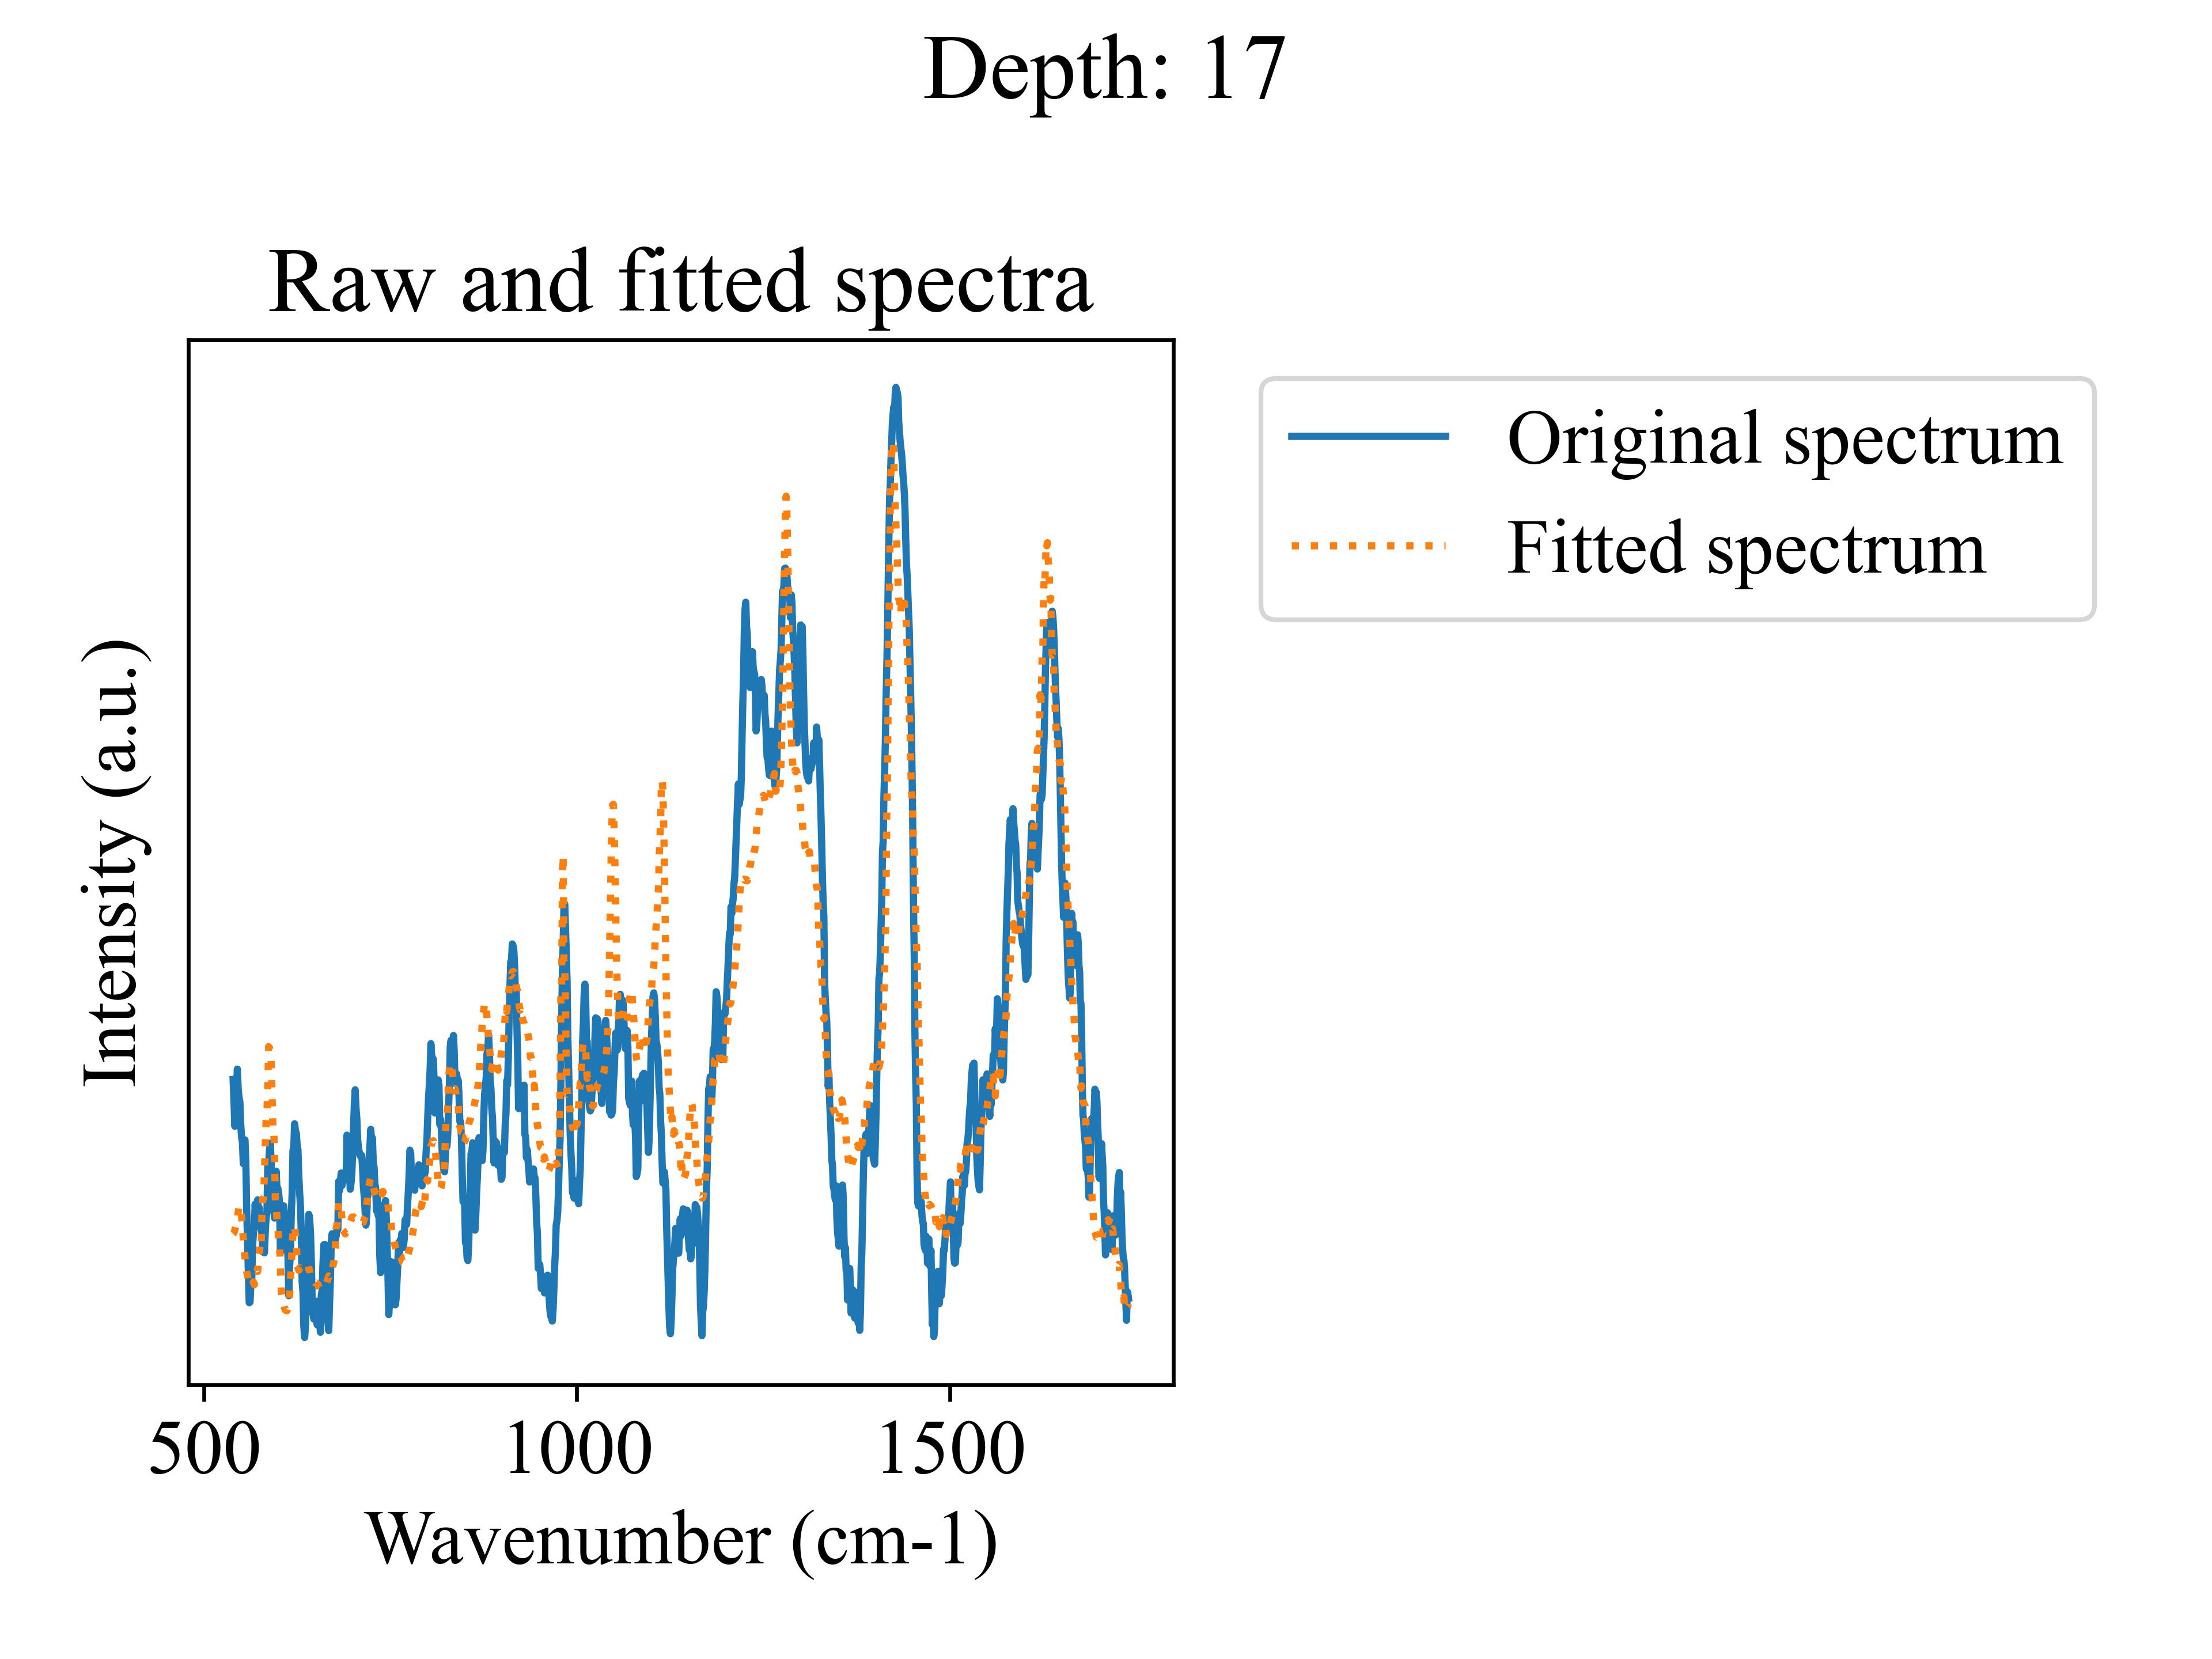 Depth: 17
Raw and fitted spectra
Original spectrum
Fitted spectrum
Intensity (a.u.)
500 1000 1500
Wavenumber (cm-1)